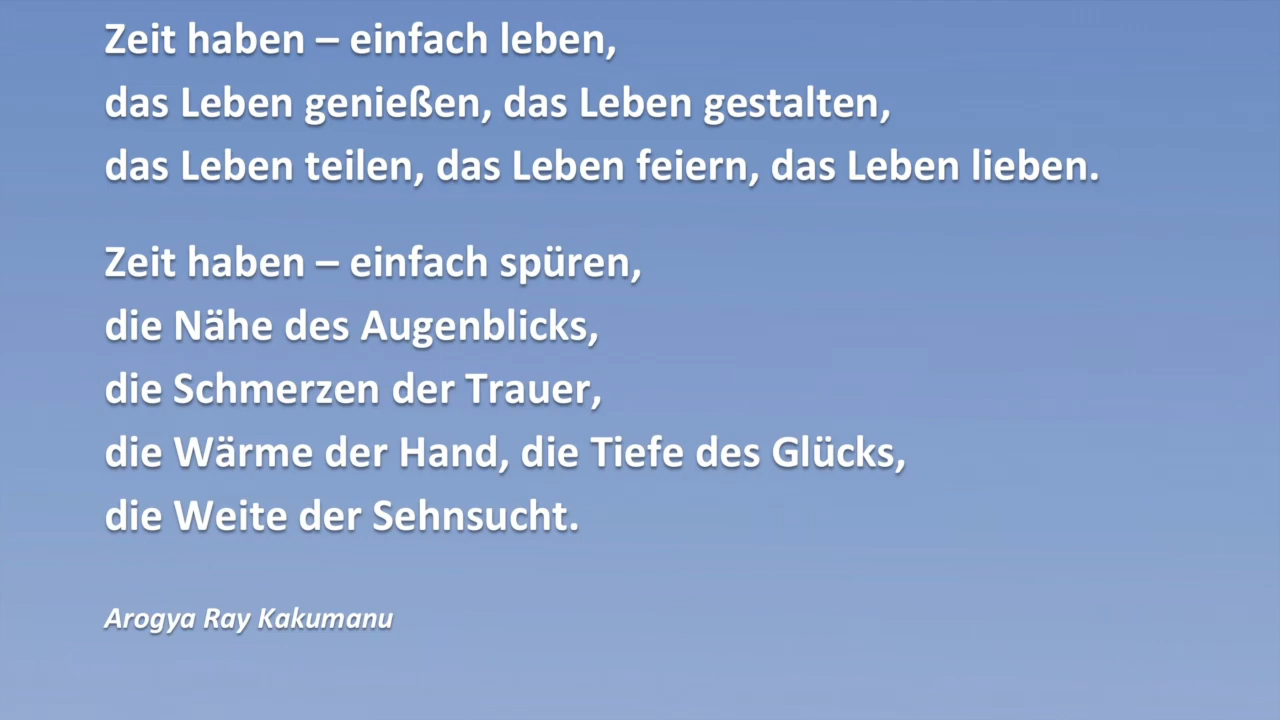 Zeit haben – einfach leben,
das Leben genießen, das Leben gestalten,
das Leben teilen, das Leben feiern, das Leben lieben.
Zeit haben – einfach spüren,
die Nähe des Augenblicks,
die Schmerzen der Trauer,
die Wärme der Hand, die Tiefe des Glücks,
die Weite der Sehnsucht.
Arogya Ray Kakumanu